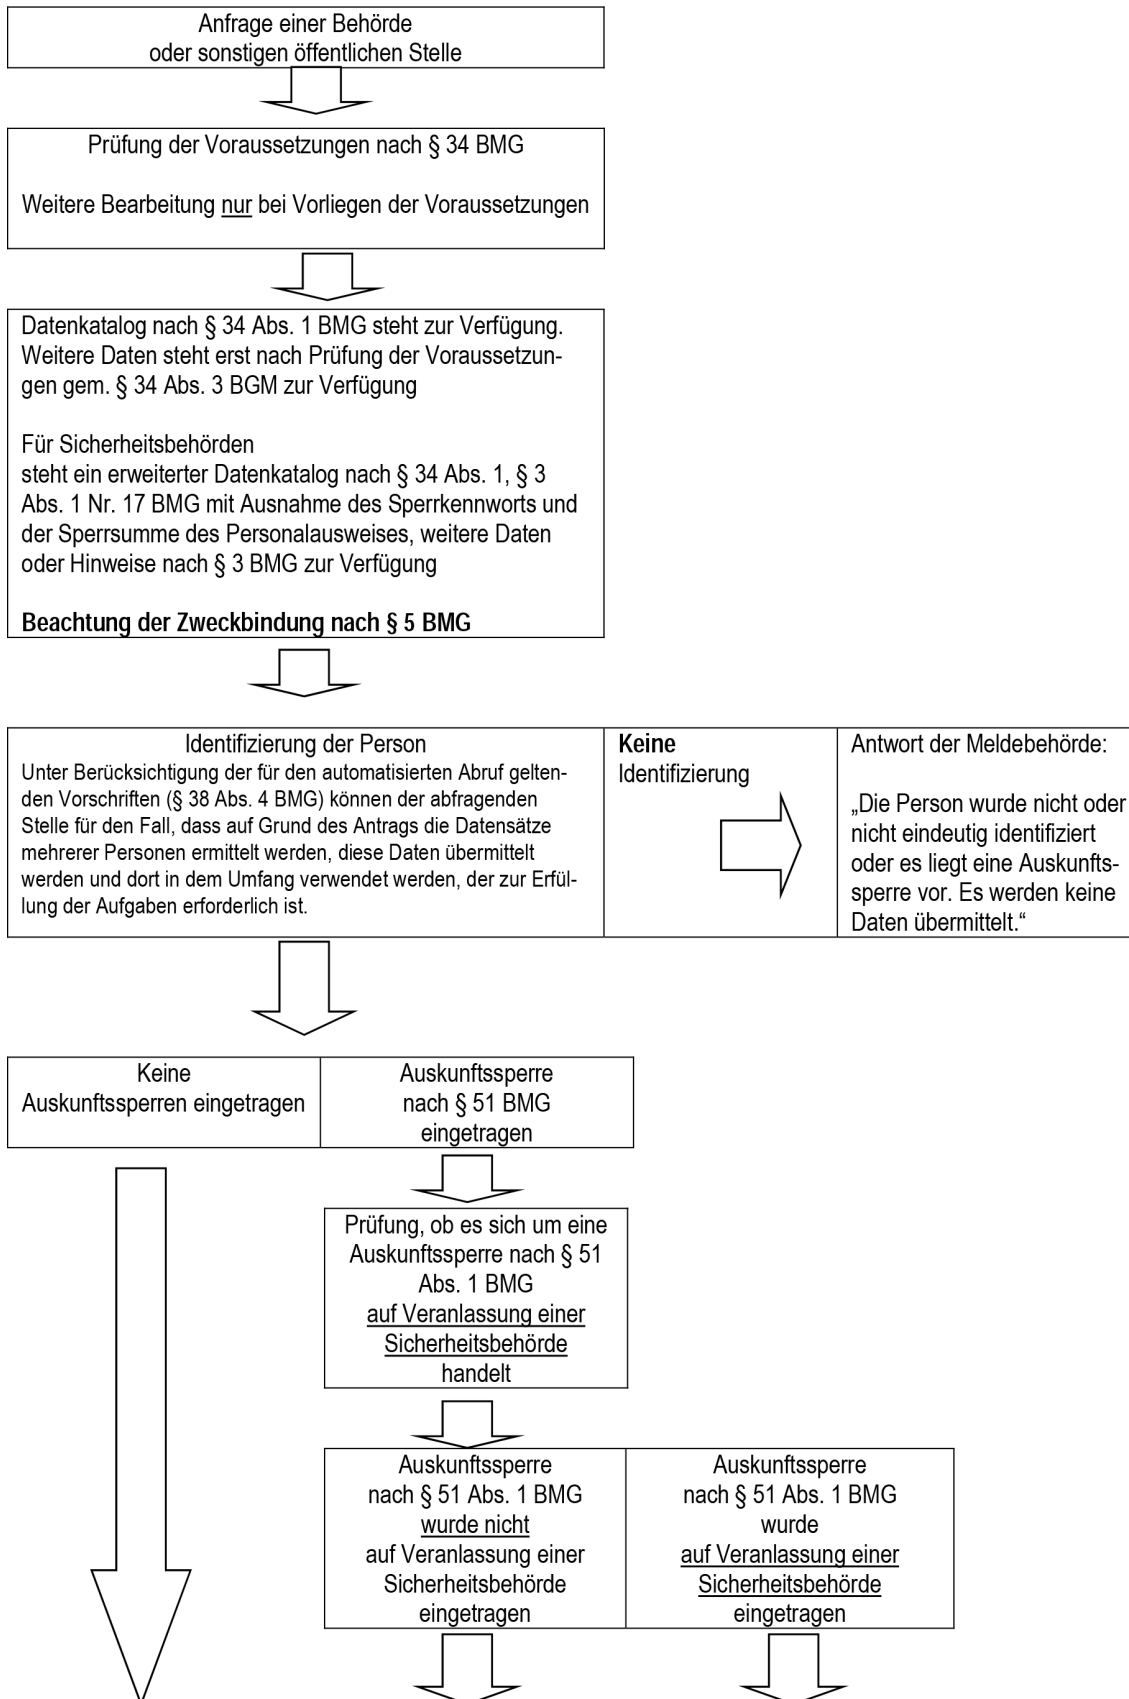 Anfrage einer Behörde
oder sonstigen öffentlichen Stelle
Prüfung der Voraussetzungen nach § 34 BMG
Weitere Bearbeitung nur bei Vorliegen der Voraussetzungen
Datenkatalog nach § 34 Abs. 1 BMG steht zur Verfügung.
Weitere Daten steht erst nach Prüfung der Voraussetzun-
gen gem. § 34 Abs. 3 BGM zur Verfügung
Für Sicherheitsbehörden
steht ein erweiterter Datenkatalog nach § 34 Abs. 1, § 3
Abs. 1 Nr. 17 BMG mit Ausnahme des Sperrkennworts und
der Sperrsumme des Personalausweises, weitere Daten
oder Hinweise nach § 3 BMG zur Verfügung
Beachtung der Zweckbindung nach § 5 BMG
Identifizierung der Person
Unter Berücksichtigung der für den automatisierten Abruf gelten-
den Vorschriften (§ 38 Abs. 4 BMG) können der abfragenden
Stelle für den Fall, dass auf Grund des Antrags die Datensätze
mehrerer Personen ermittelt werden, diese Daten übermittelt
werden und dort in dem Umfang verwendet werden, der zur Erfül-
lung der Aufgaben erforderlich ist.
Keine
Identifizierung
Antwort der Meldebehörde:
„Die Person wurde nicht oder
nicht eindeutig identifiziert
oder es liegt eine Auskunfts-
sperre vor. Es werden keine
Daten übermittelt.“
Keine
Auskunftssperren eingetragen
Auskunftssperre
nach § 51 BMG
eingetragen
Prüfung, ob es sich um eine
Auskunftssperre nach § 51
Abs. 1 BMG
auf Veranlassung einer
Sicherheitsbehörde
handelt
Auskunftssperre
nach § 51 Abs. 1 BMG
wurde nicht
auf Veranlassung einer
Sicherheitsbehörde
eingetragen
Auskunftssperre
nach § 51 Abs. 1 BMG
wurde
auf Veranlassung einer
Sicherheitsbehörde
eingetragen